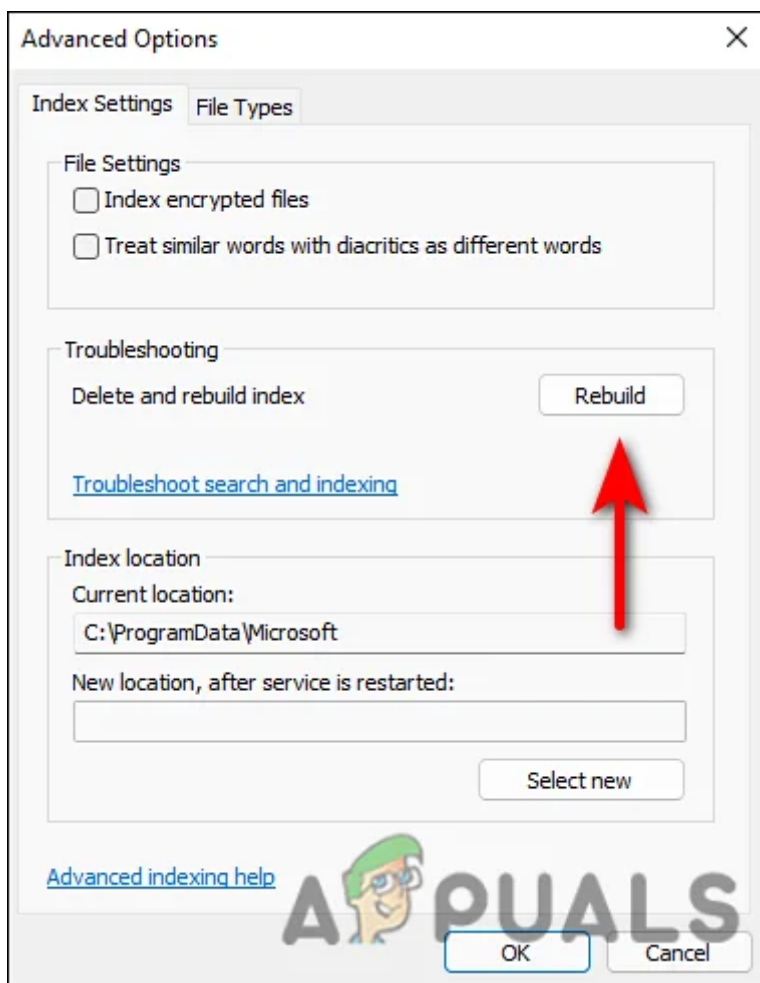 Advanced Options
Index Settings
File Types
File Settings
Index encrypted files
Treat similar words with diacritics as different words
Troubleshooting
Delete and rebuild index
Rebuild
Troubleshoot search and indexing
Index location
Current location:
C:\ProgramData\Microsoft
New location, after service is restarted:
Select new
Advanced indexing help
APPUALS
OK
Cancel